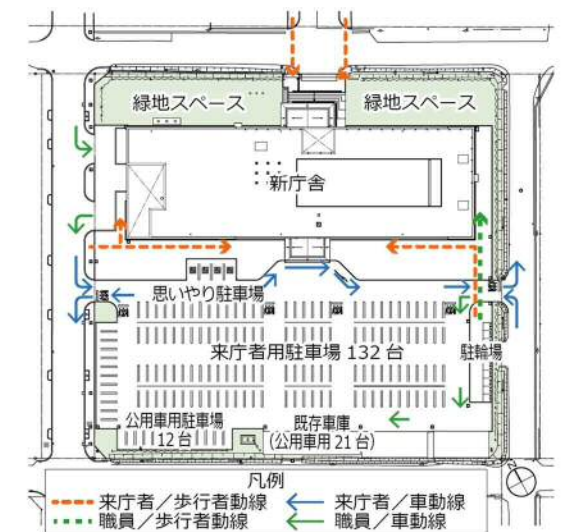 緑地スペース
緑地スペース
新庁舎
思いやり駐車場
来庁者用駐車場 132 台
駐輪場
公用車用駐車場
12 台
既存車庫
(公用車用 21 台)
凡例
来庁者／歩行者動線
来庁者／車動線
職員／歩行者動線
職員／車動線